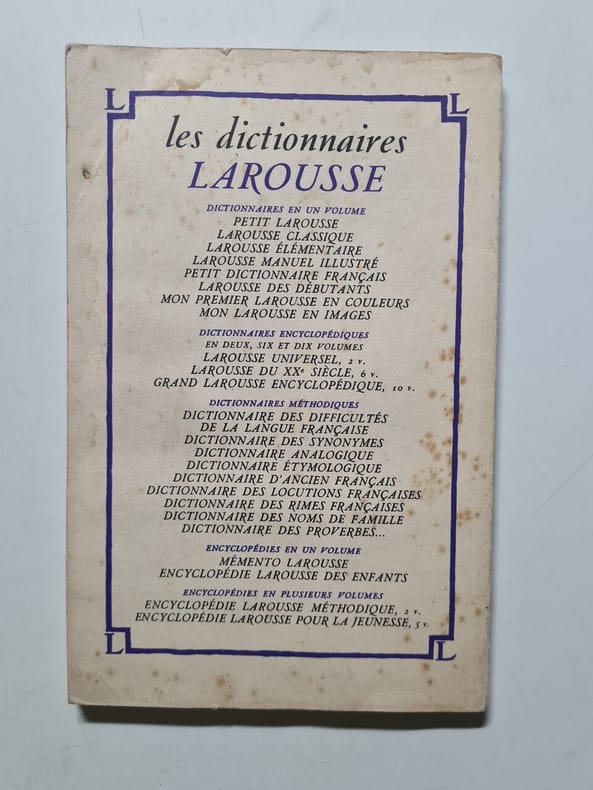 L L
les dictionnaires
LAROUSSE
DICTIONNAIRES EN UN VOLUME
PETIT LAROUSSE
LAROUSSE CLASSIQUE
LAROUSSE ÉLÉMENTAIRE
LAROUSSE MANUEL ILLUSTRÉ
PETIT DICTIONNAIRE FRANÇAIS
LAROUSSE DES DÉBUTANTS
MON PREMIER LAROUSSE EN COULEURS
MON LAROUSSE EN IMAGES
DICTIONNAIRES ENCYCLOPÉDIQUES
EN DEUX, SIX ET DIX VOLUMES
LAROUSSE UNIVERSEL, 2 v.
LAROUSSE DU XXe SIÈCLE, 6 v.
GRAND LAROUSSE ENCYCLOPÉDIQUE, 10 v.
DICTIONNAIRES MÉTHODIQUES
DICTIONNAIRE DES DIFFICULTÉS
DE LA LANGUE FRANÇAISE
DICTIONNAIRE DES SYNONYMES
DICTIONNAIRE ANALOGIQUE
DICTIONNAIRE ÉTYMOLOGIQUE
DICTIONNAIRE D'ANCIEN FRANÇAIS
DICTIONNAIRE DES LOCUTIONS FRANÇAISES
DICTIONNAIRE DES RIMES FRANÇAISES
DICTIONNAIRE DES NOMS DE FAMILLE
DICTIONNAIRE DES PROVERBES...
ENCYCLOPÉDIES EN UN VOLUME
MÉMENTO LAROUSSE
ENCYCLOPÉDIE LAROUSSE DES ENFANTS
ENCYCLOPÉDIES EN PLUSIEURS VOLUMES
ENCYCLOPÉDIE LAROUSSE MÉTHODIQUE, 2 v.
ENCYCLOPÉDIE LAROUSSE POUR LA JEUNESSE, 5 v.
L L